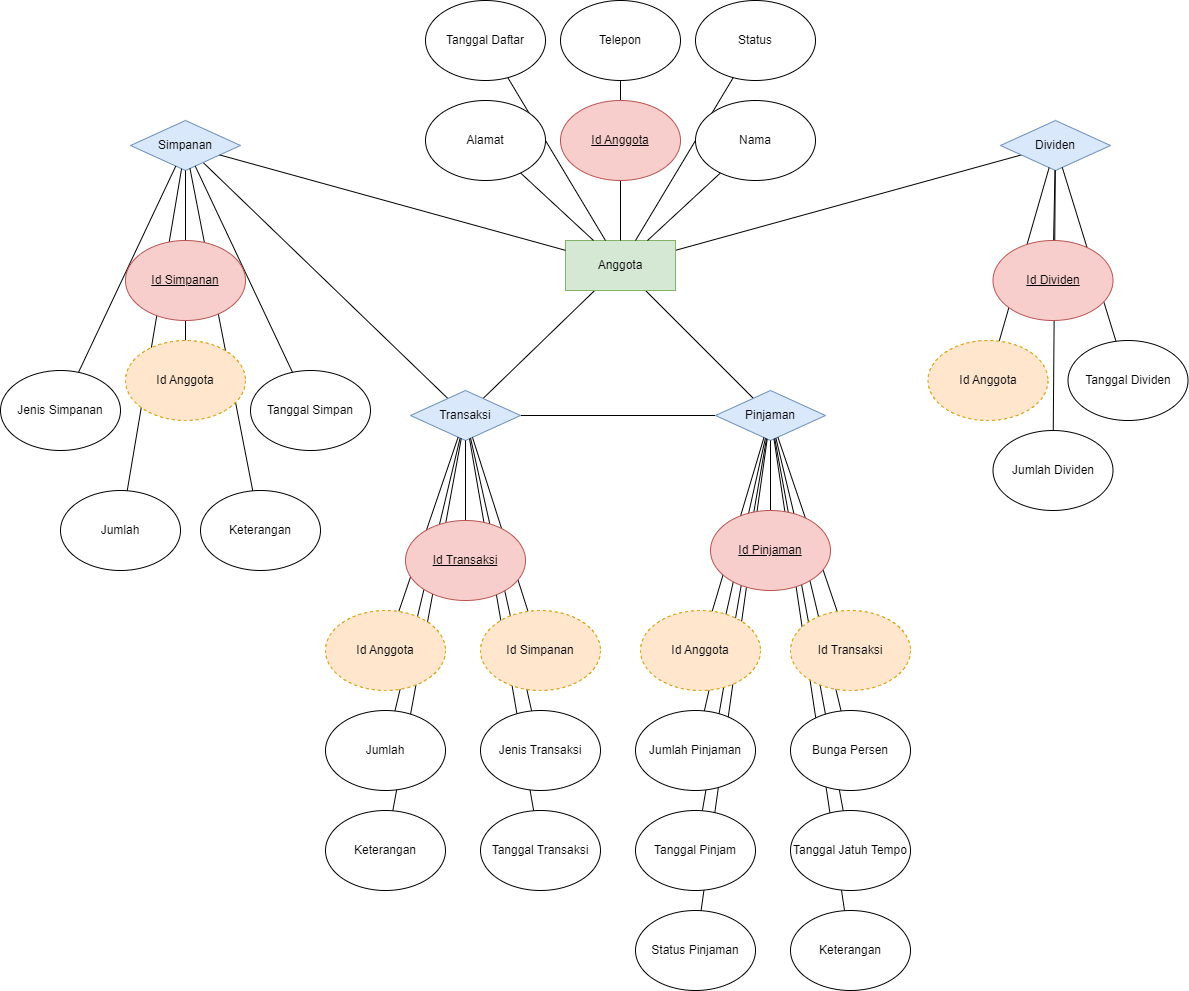 Tanggal Daftar
Telepon
Status
Alamat
Id Anggota
Nama
Simpanan
Dividen
Anggota
Id Simpanan
Id Dividen
Id Anggota
Id Anggota
Tanggal Dividen
Jenis Simpanan
Tanggal Simpan
Transaksi
Pinjaman
Jumlah Dividen
Jumlah
Keterangan
Id Transaksi
Id Pinjaman
Id Anggota
Id Simpanan
Id Anggota
Id Transaksi
Jumlah
Jenis Transaksi
Jumlah Pinjaman
Bunga Persen
Keterangan
Tanggal Transaksi
Tanggal Pinjam
Tanggal Jatuh Tempo
Status Pinjaman
Keterangan